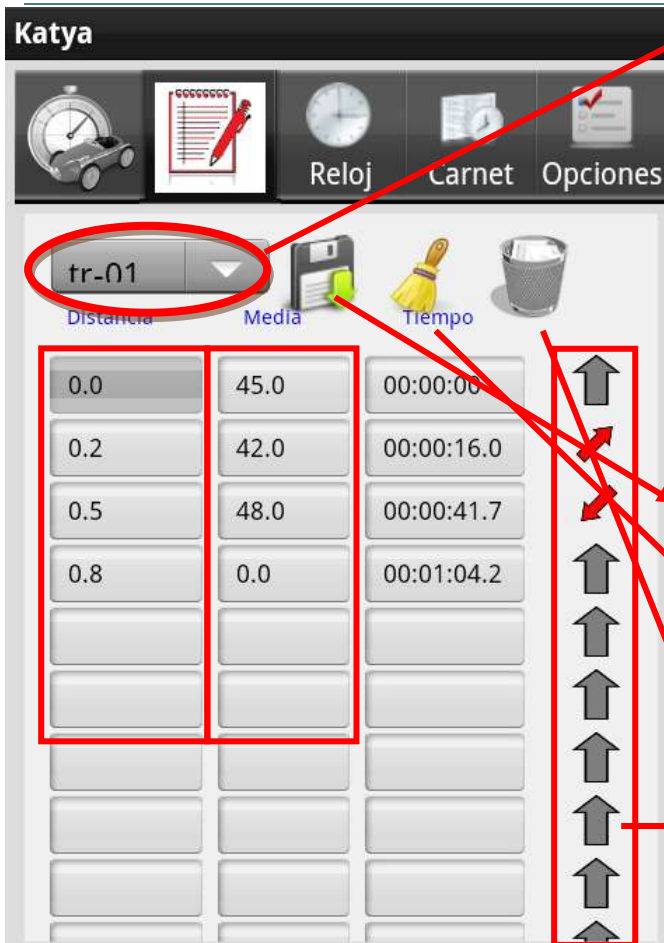 Katya
Reloj Carnet Opciones
tr-01
Distancia Media Tiempo
0.0 45.0 00:00:00
0.2 42.0 00:00:16.0
0.5 48.0 00:00:41.7
0.8 0.0 00:01:04.2